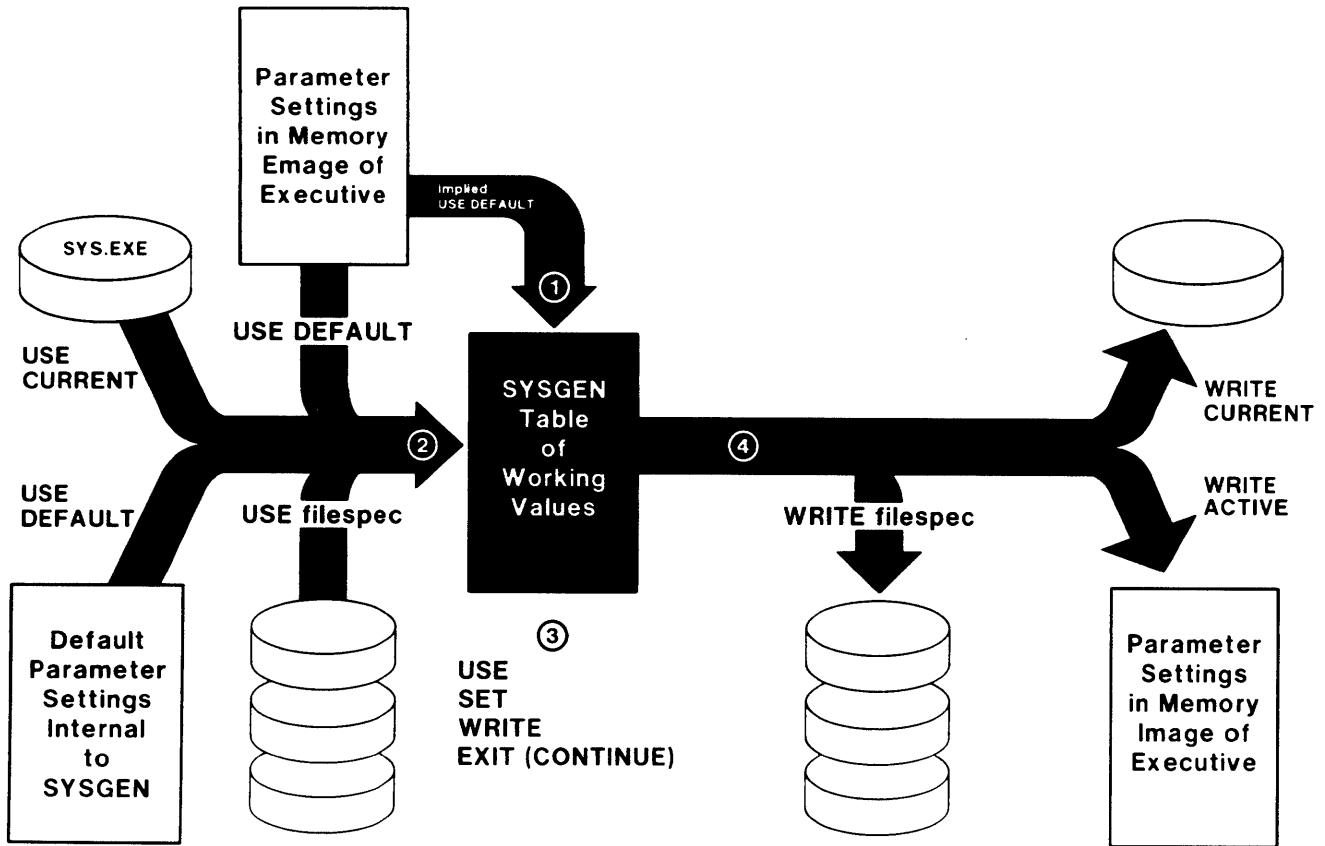 Parameter
Settings
in Memory
Emage of
Executive
Implied
USE DEFAULT
SYS.EXE
①
USE DEFAULT
USE
CURRENT
SYSGEN
Table
of
Working
Values
②
④
WRITE
CURRENT
USE
DEFAULT
USE filespec
WRITE filespec
WRITE
ACTIVE
Default
Parameter
Settings
Internal
to
SYSGEN
③
USE
SET
WRITE
EXIT (CONTINUE)
Parameter
Settings
in Memory
Image of
Executive